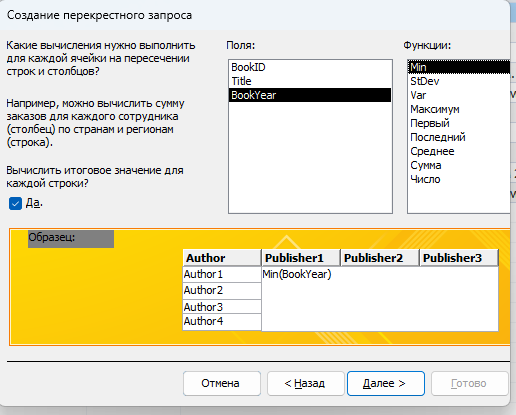 Создание перекрестного запроса
Какие вычисления нужно выполнить
для каждой ячейки на пересечении
строк и столбцов?
Например, можно вычислить сумму
заказов для каждого сотрудника
(столбец) по странам и регионам
(строка).
Вычислить итоговое значение для
каждой строки?
Да.
Поля:
BookID
Title
BookYear
Функции:
Min
StDev
Var
Максимум
Первый
Последний
Среднее
Сумма
Число
Образец:
Author Publisher1 Publisher2 Publisher3
Author1 Min(BookYear)
Author2
Author3
Author4
Отмена < Назад Далее > Готово